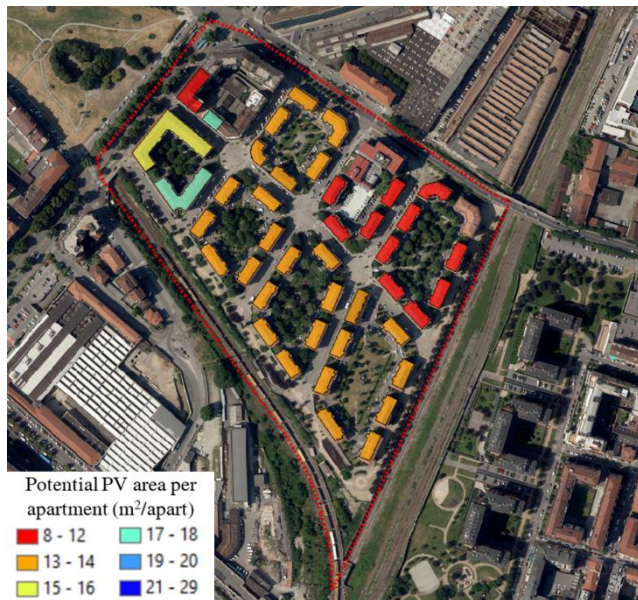 Potential PV area per
apartment (m²/apart)
8 - 12 17 - 18
13 - 14 19 - 20
15 - 16 21 - 29